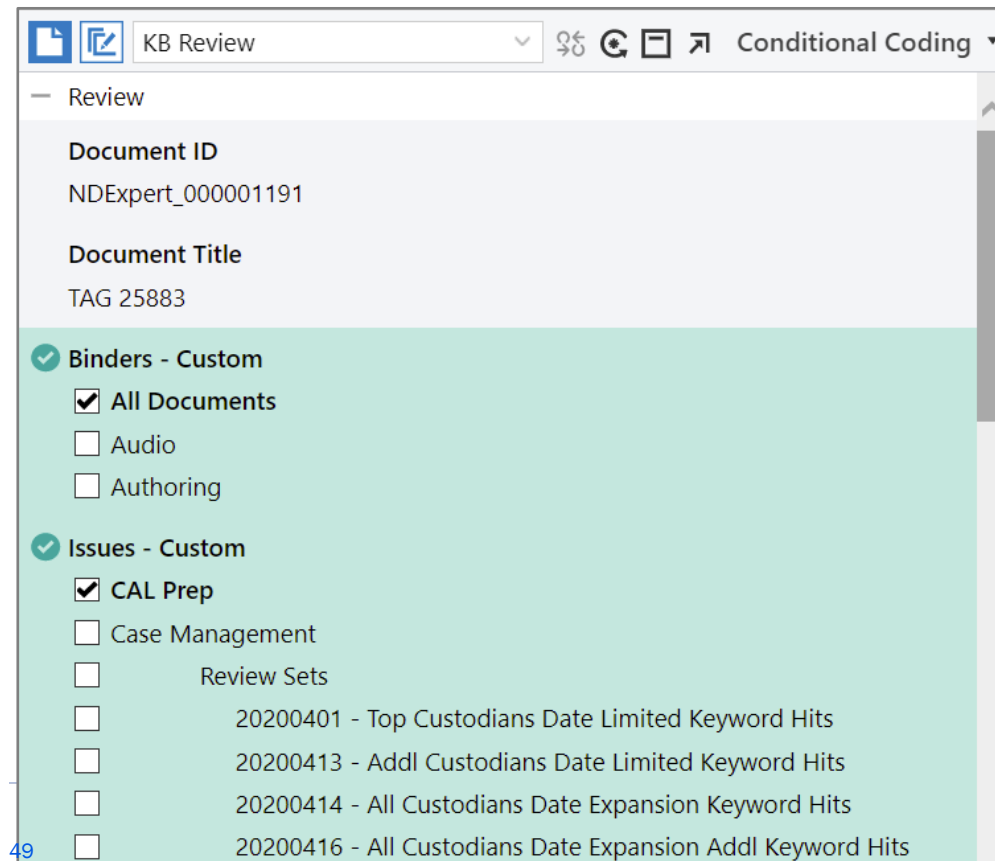 KB Review Conditional Coding
Review
Document ID
NDExpert_000001191
Document Title
TAG 25883
Binders - Custom
All Documents
Audio
Authoring
Issues - Custom
CAL Prep
Case Management
Review Sets
20200401 - Top Custodians Date Limited Keyword Hits
20200413 - Addl Custodians Date Limited Keyword Hits
20200414 - All Custodians Date Expansion Keyword Hits
20200416 - All Custodians Date Expansion Addl Keyword Hits
49